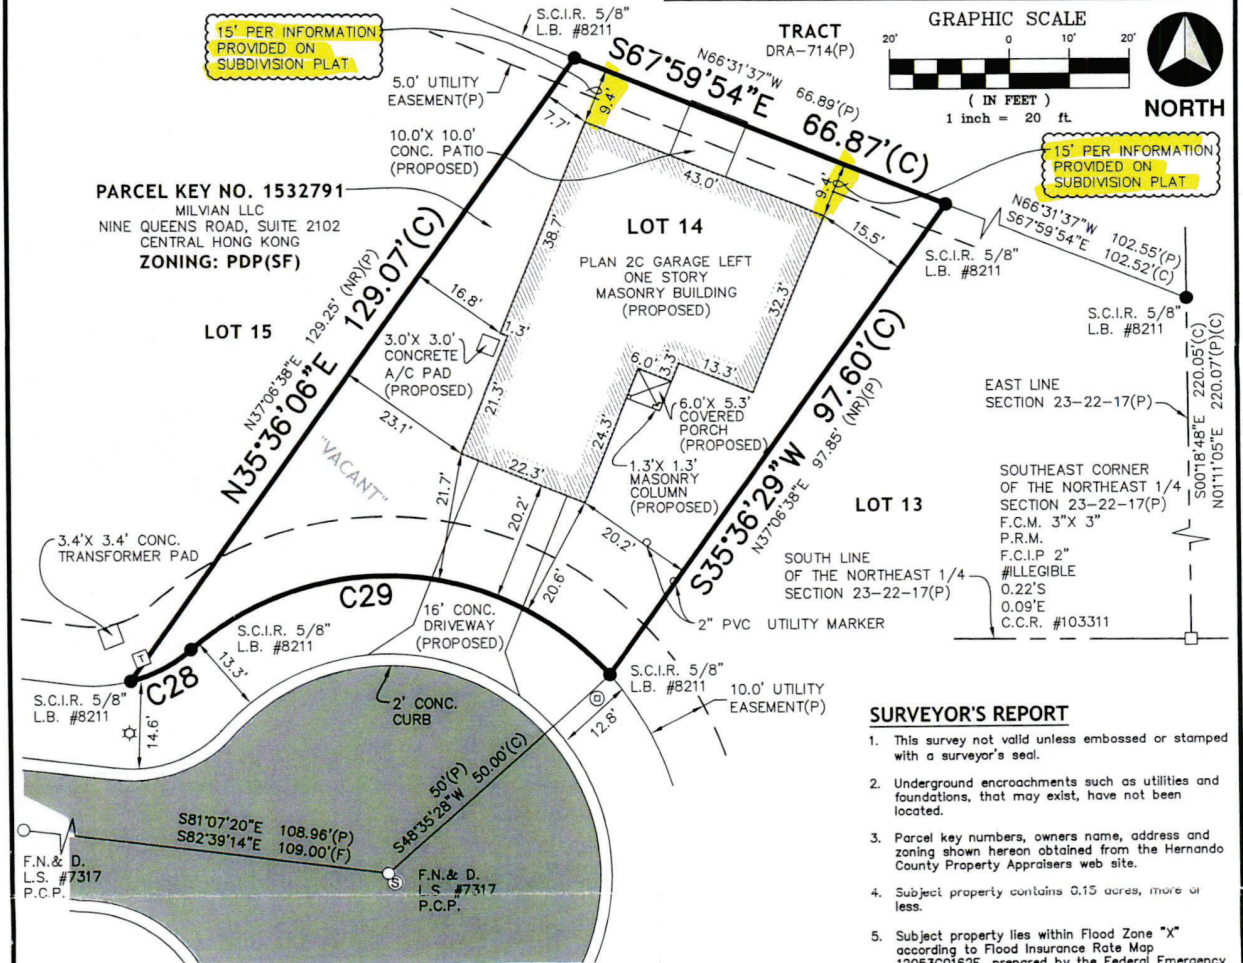 15' PER INFORMATION
PROVIDED ON
SUBDIVISION PLAT
S.C.I.R. 5/8"
L.B. #8211
TRACT
DRA-714(P)
GRAPHIC SCALE
20' 0 10' 20'
( IN FEET )
1 inch = 20 ft.
NORTH
5.0' UTILITY
EASEMENT(P)
N66°31'37"W 66.89'(P)
S67°59'54"E 66.87'(C)
9.4'
7.7'
10.0'X 10.0'
CONC. PATIO
(PROPOSED)
15' PER INFORMATION
PROVIDED ON
SUBDIVISION PLAT
PARCEL KEY NO. 1532791
MILVIAN LLC
NINE QUEENS ROAD, SUITE 2102
CENTRAL HONG KONG
ZONING: PDP(SF)
43.0'
9.4'
LOT 14
15.5'
38.7'
PLAN 2C GARAGE LEFT
ONE STORY
MASONRY BUILDING
(PROPOSED)
32.3'
S.C.I.R. 5/8"
L.B. #8211
N66°31'37"W 102.55'(P)
S67°59'54"E 102.52'(C)
S.C.I.R. 5/8"
L.B. #8211
N37°06'38"E 129.25' (NR)(P)
N35°36'06"E 129.07'(C)
LOT 15
16.8'
1.3'
3.0'X 3.0'
CONCRETE
A/C PAD
(PROPOSED)
21.3'
6.0'
3.3'
13.3'
6.0'X 5.3'
COVERED
PORCH
(PROPOSED)
24.3'
1.3'X 1.3'
MASONRY
COLUMN
(PROPOSED)
S35°36'29"W 97.60'(C)
N37°06'38"E 97.85' (NR)(P)
EAST LINE
SECTION 23-22-17(P)
S00°18'48"E 220.05'(C)
N01°11'05"E 220.07'(P)(C)
23.1'
"VACANT"
22.3'
21.7'
20.2'
20.2'
20.6'
LOT 13
SOUTHEAST CORNER
OF THE NORTHEAST 1/4
SECTION 23-22-17(P)
F.C.M. 3"X 3"
P.R.M.
F.C.I.P 2"
#ILLEGIBLE
0.22'S
0.09'E
C.C.R. #103311
SOUTH LINE
OF THE NORTHEAST 1/4
SECTION 23-22-17(P)
3.4'X 3.4' CONC.
TRANSFORMER PAD
C29
16' CONC.
DRIVEWAY
(PROPOSED)
2" PVC UTILITY MARKER
S.C.I.R. 5/8"
L.B. #8211
T
C28
13.3'
S.C.I.R. 5/8"
L.B. #8211
14.6'
2' CONC.
CURB
S.C.I.R. 5/8"
L.B. #8211
12.8'
10.0' UTILITY
EASEMENT(P)
50'(P)
S48°35'28"W 50.00'(C)
S81°07'20"E 108.96'(P)
S82°39'14"E 109.00'(F)
F.N.& D.
L.S. #7317
P.C.P.
F.N.& D.
L.S. #7317
P.C.P.
S
SURVEYOR'S REPORT
1. This survey not valid unless embossed or stamped
with a surveyor's seal.
2. Underground encroachments such as utilities and
foundations, that may exist, have not been
located.
3. Parcel key numbers, owners name, address and
zoning shown hereon obtained from the Hernando
County Property Appraisers web site.
4. Subject property contains 0.15 acres, more or
less.
5. Subject property lies within Flood Zone "X"
according to Flood Insurance Rate Map
12053C0162E, prepared by the Federal Emergency